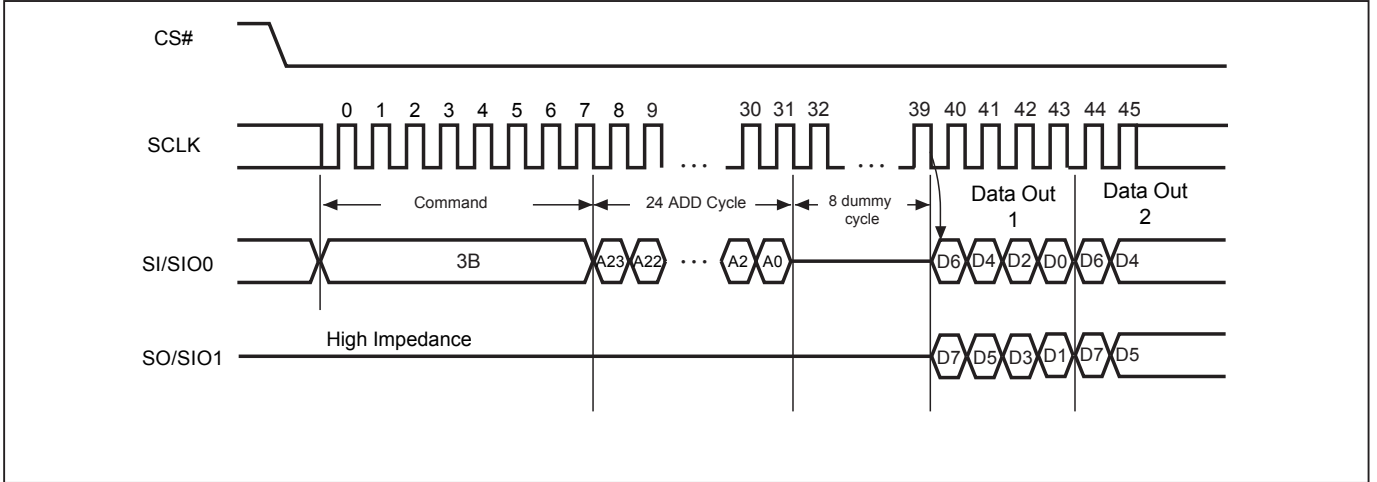 CS#
0 1 2 3 4 5 6 7 8 9 30 31 32 39 40 41 42 43 44 45
SCLK
... ...
Command 24 ADD Cycle 8 dummy cycle Data Out 1 Data Out 2
SI/SIO0 3B A23 A22 ... A2 A0 D6 D4 D2 D0 D6 D4
High Impedance
SO/SIO1 D7 D5 D3 D1 D7 D5